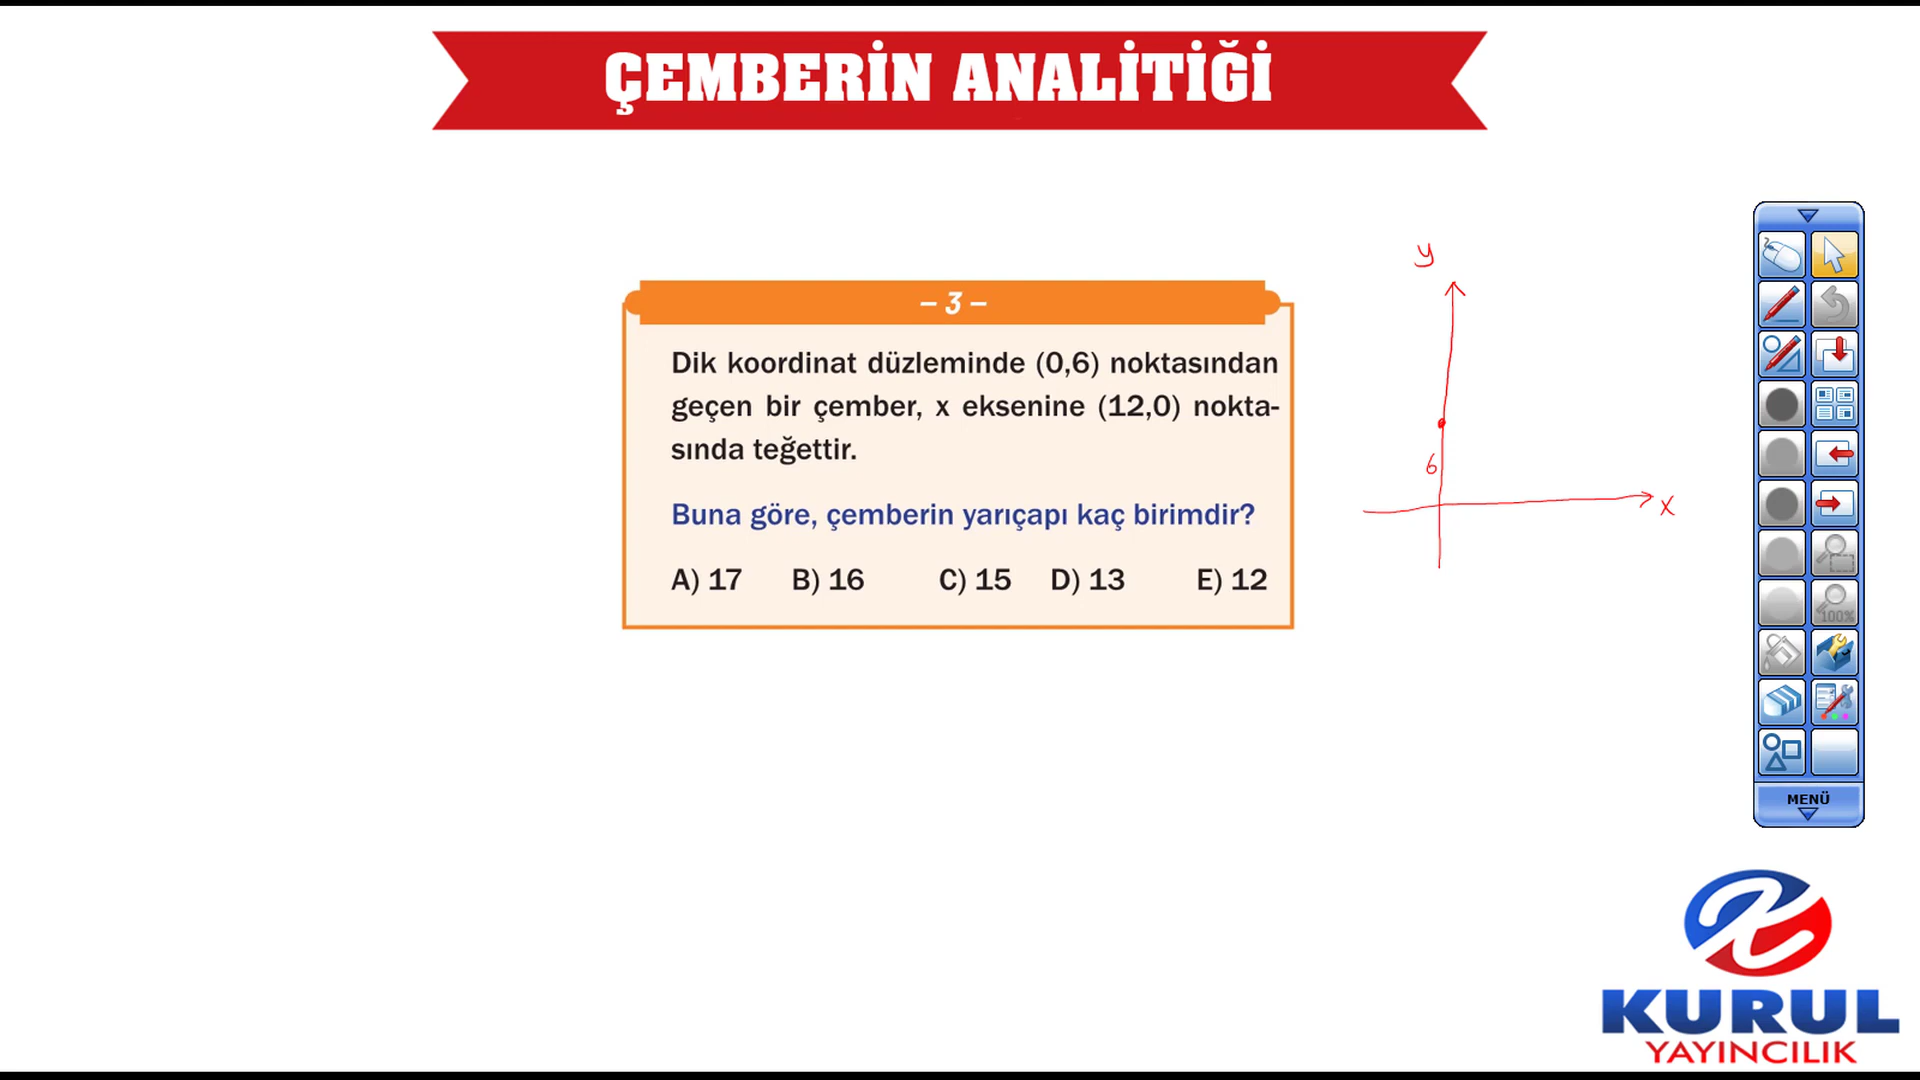 ÇEMBERİN ANALİTİĞİ
– 3 –
Dik koordinat düzleminde (0,6) noktasından
geçen bir çember, x eksenine (12,0) nokta-
sında teğettir.
Buna göre, çemberin yarıçapı kaç birimdir?
A) 17 B) 16 C) 15 D) 13 E) 12
y
6
x
100%
MENÜ
KURUL
YAYINCILIK